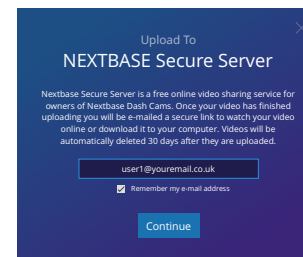 Upload To
NEXTBASE Secure Server
Nextbase Secure Server is a free online video sharing service for
owners of Nextbase Dash Cams. Once your video has finished
uploading you will be e-mailed a secure link to watch your video
online or download it to your computer. Videos will be
automatically deleted 30 days after they are uploaded.
user1@youremail.co.uk
Remember my e-mail address
Continue